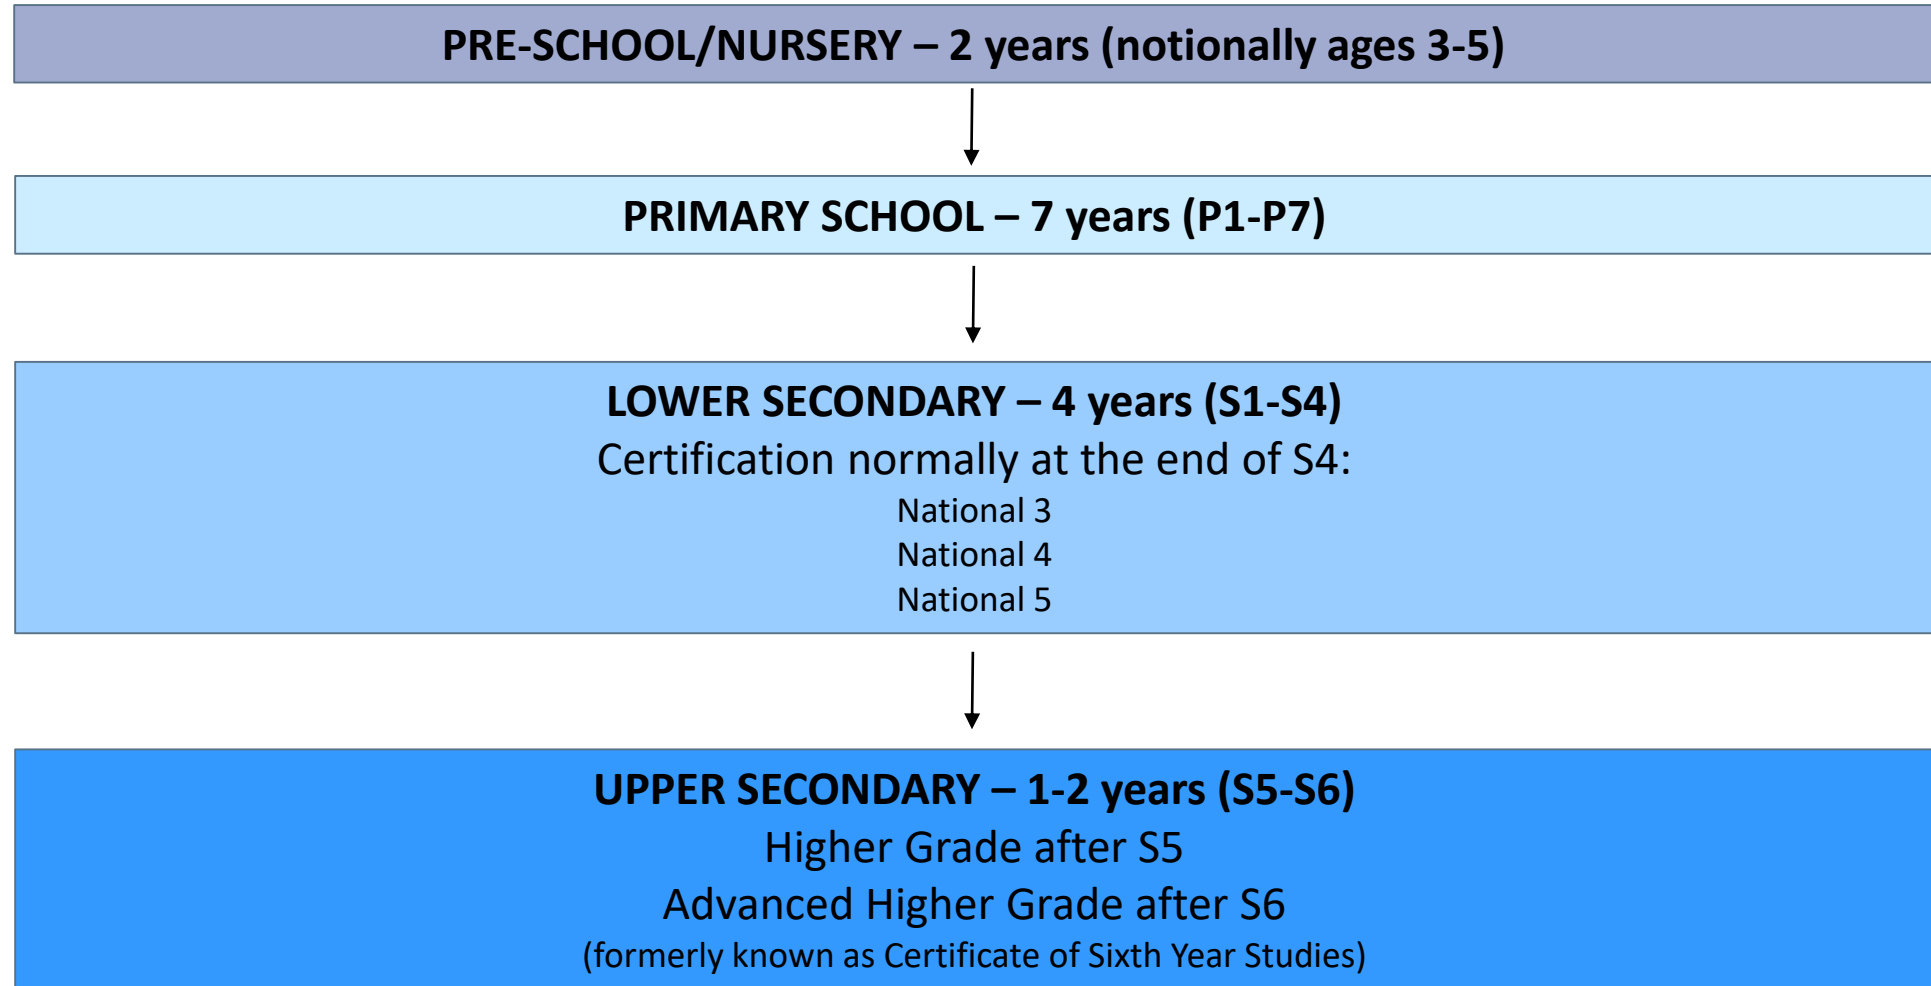 PRE-SCHOOL/NURSERY – 2 years (notionally ages 3-5)
PRIMARY SCHOOL – 7 years (P1-P7)
LOWER SECONDARY – 4 years (S1-S4)
Certification normally at the end of S4:
National 3
National 4
National 5
UPPER SECONDARY – 1-2 years (S5-S6)
Higher Grade after S5
Advanced Higher Grade after S6
(formerly known as Certificate of Sixth Year Studies)